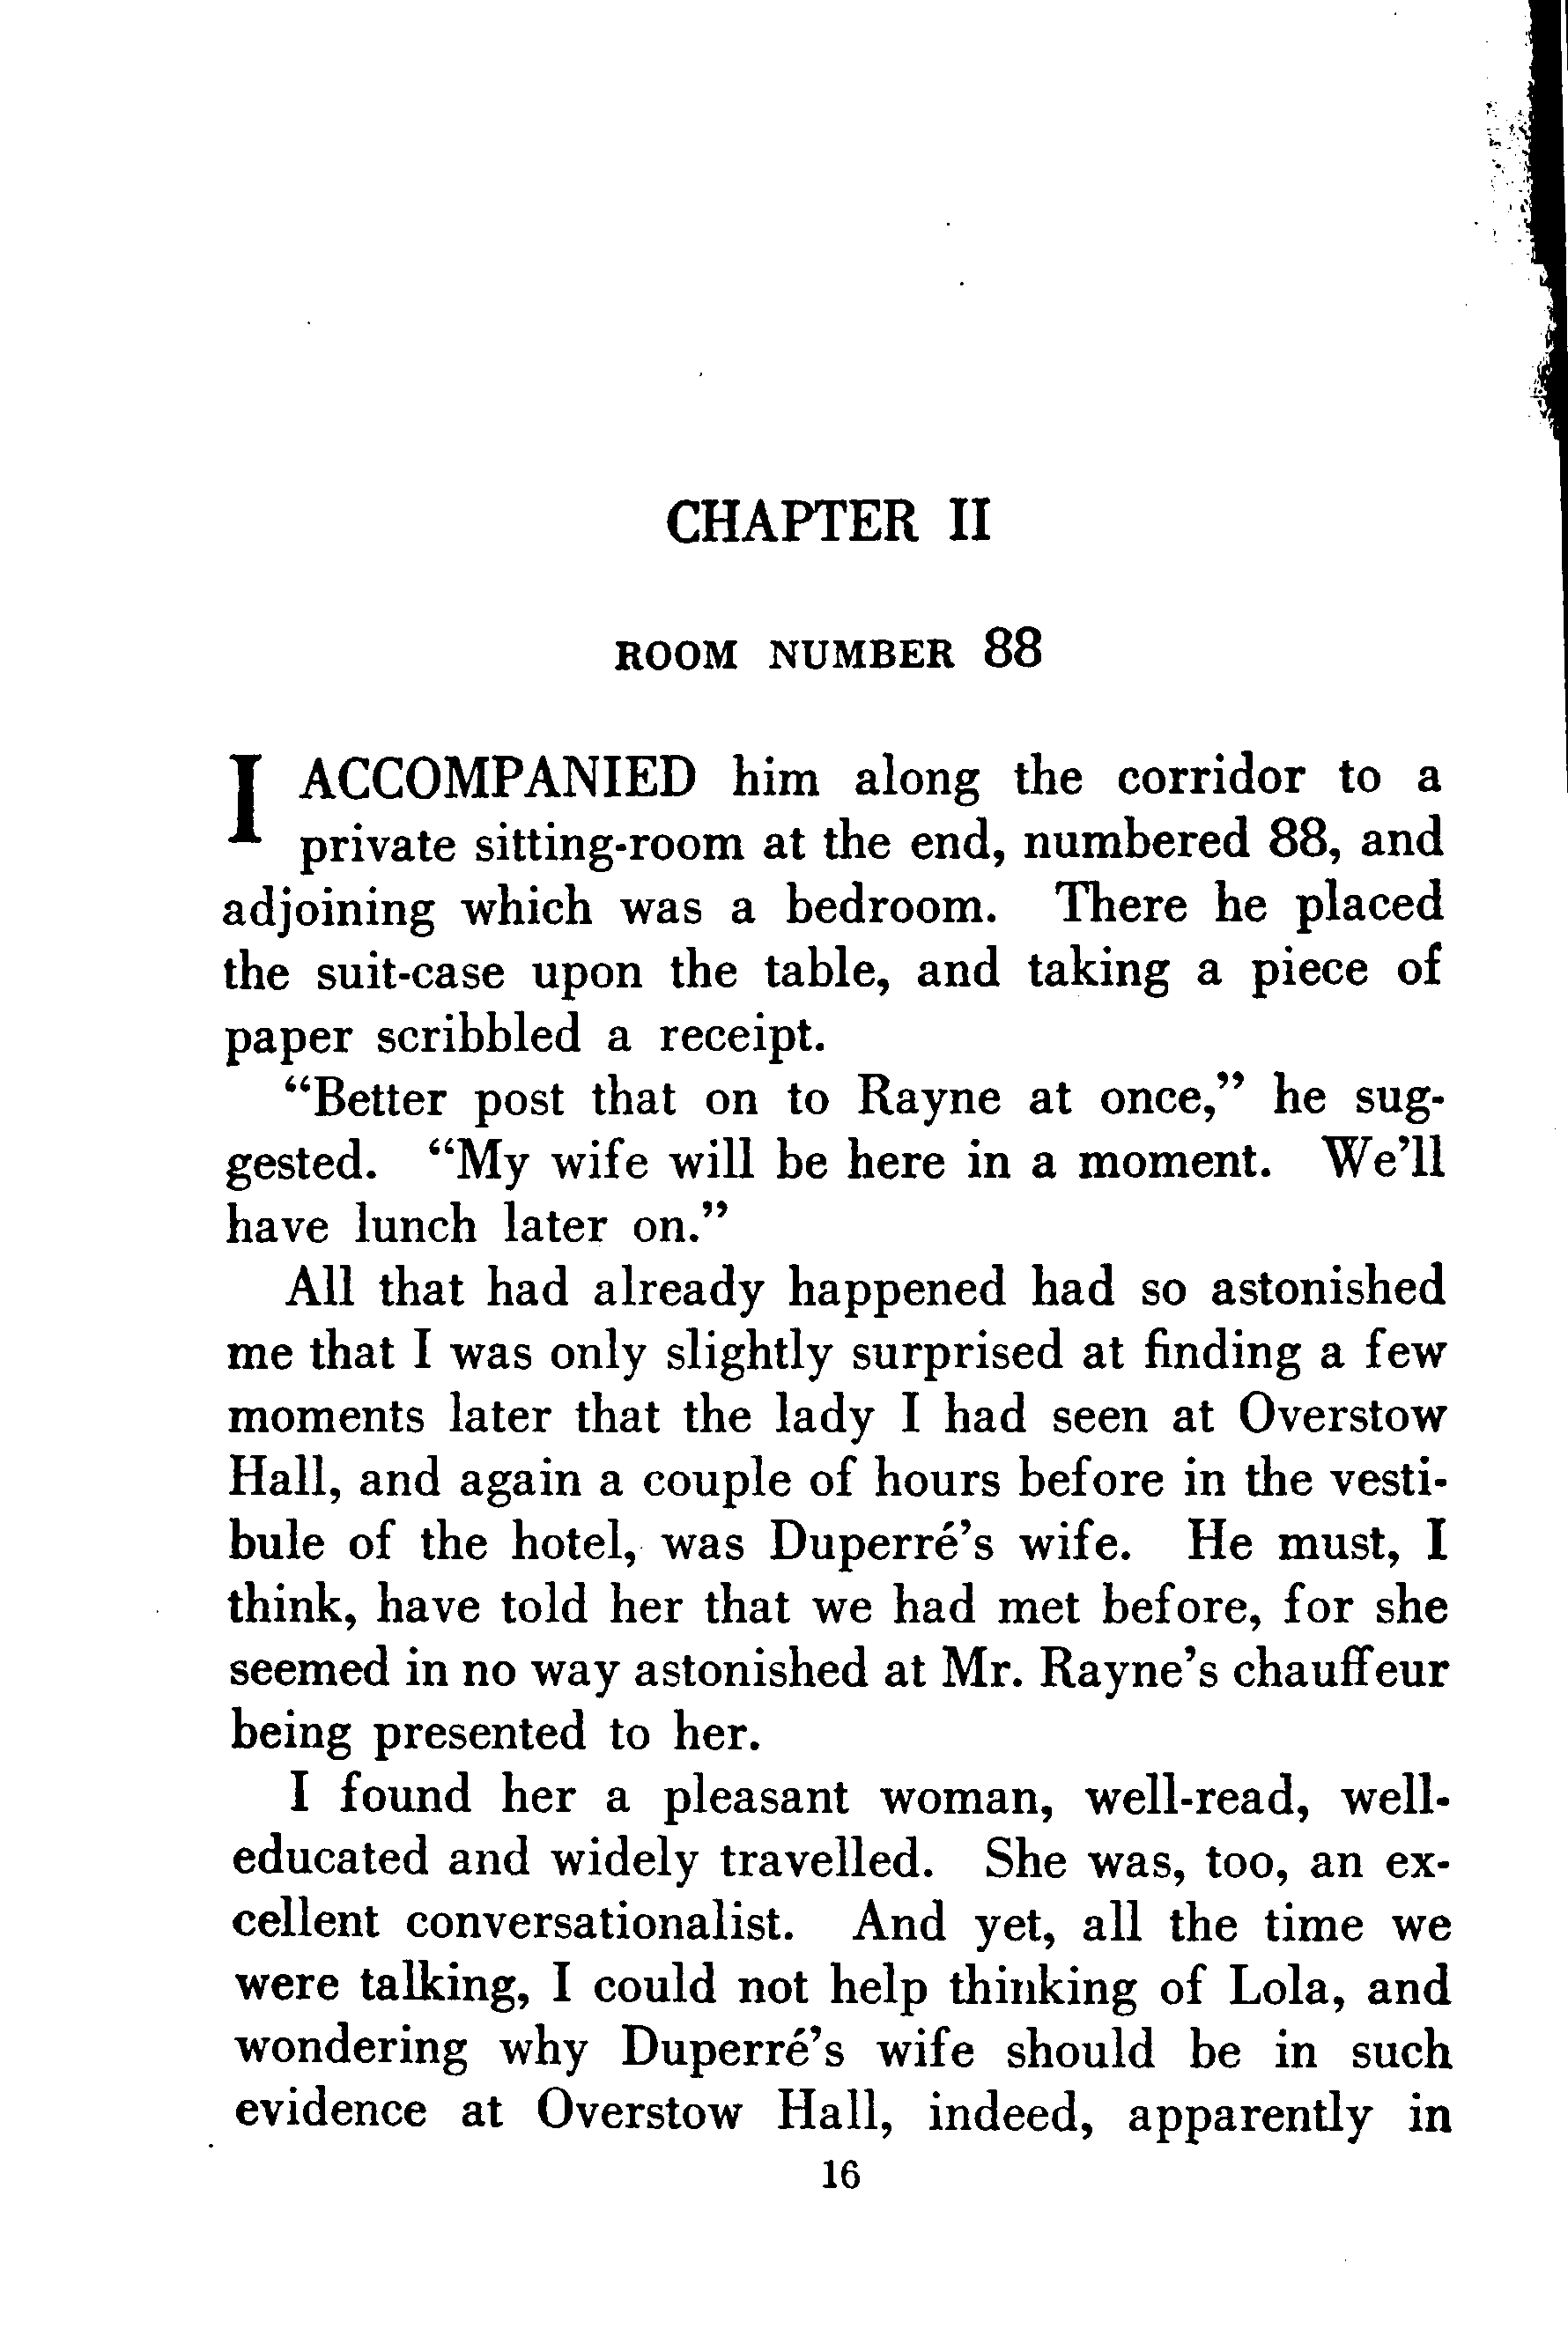 CHAPTER II
ROOM NUMBER 88
I ACCOMPANIED him along the corridor to a
private sitting-room at the end, numbered 88, and
adjoining which was a bedroom. There he placed
the suit-case upon the table, and taking a piece of
paper scribbled a receipt.
“Better post that on to Rayne at once,” he sug-
gested. “My wife will be here in a moment. We’ll
have lunch later on.”
All that had already happened had so astonished
me that I was only slightly surprised at finding a few
moments later that the lady I had seen at Overstow
Hall, and again a couple of hours before in the vesti-
bule of the hotel, was Duperré’s wife. He must, I
think, have told her that we had met before, for she
seemed in no way astonished at Mr. Rayne’s chauffeur
being presented to her.
I found her a pleasant woman, well-read, well-
educated and widely travelled. She was, too, an ex-
cellent conversationalist. And yet, all the time we
were talking, I could not help thinking of Lola, and
wondering why Duperré’s wife should be in such
evidence at Overstow Hall, indeed, apparently in
16